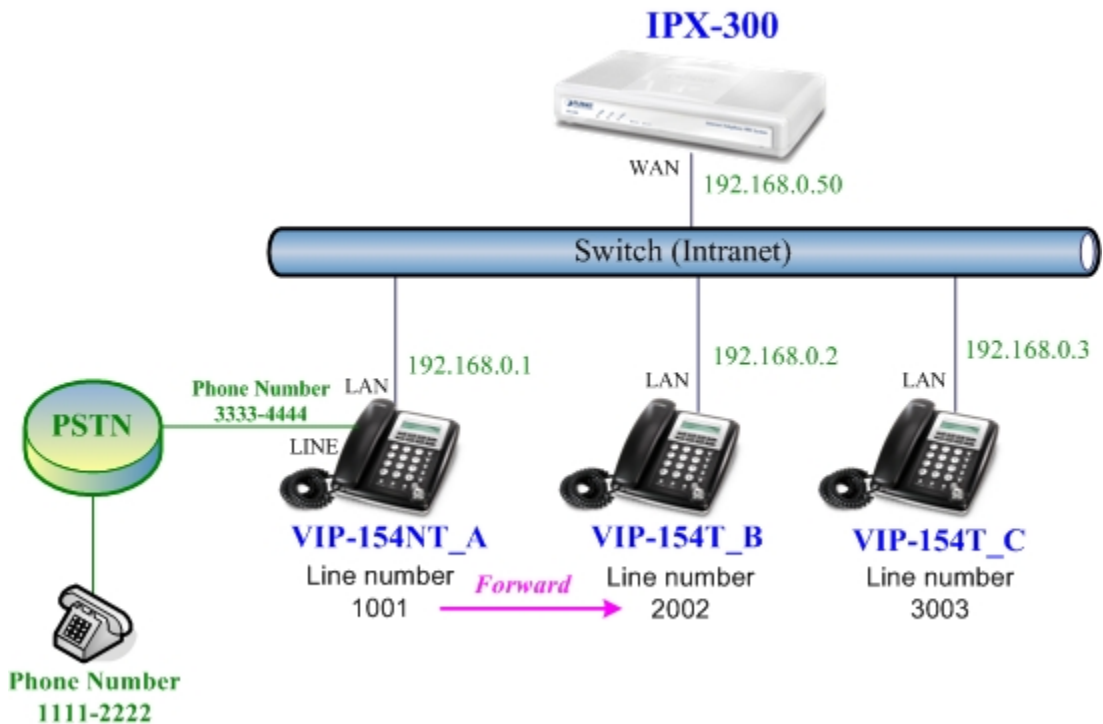 IPX-300
WAN
192.168.0.50
Switch (Intranet)
192.168.0.1
192.168.0.2
192.168.0.3
LAN
LAN
LAN
Phone Number
3333-4444
PSTN
LINE
VIP-154NT_A
VIP-154T_B
VIP-154T_C
Line number
1001
Forward
Line number
2002
Line number
3003
Phone Number
1111-2222